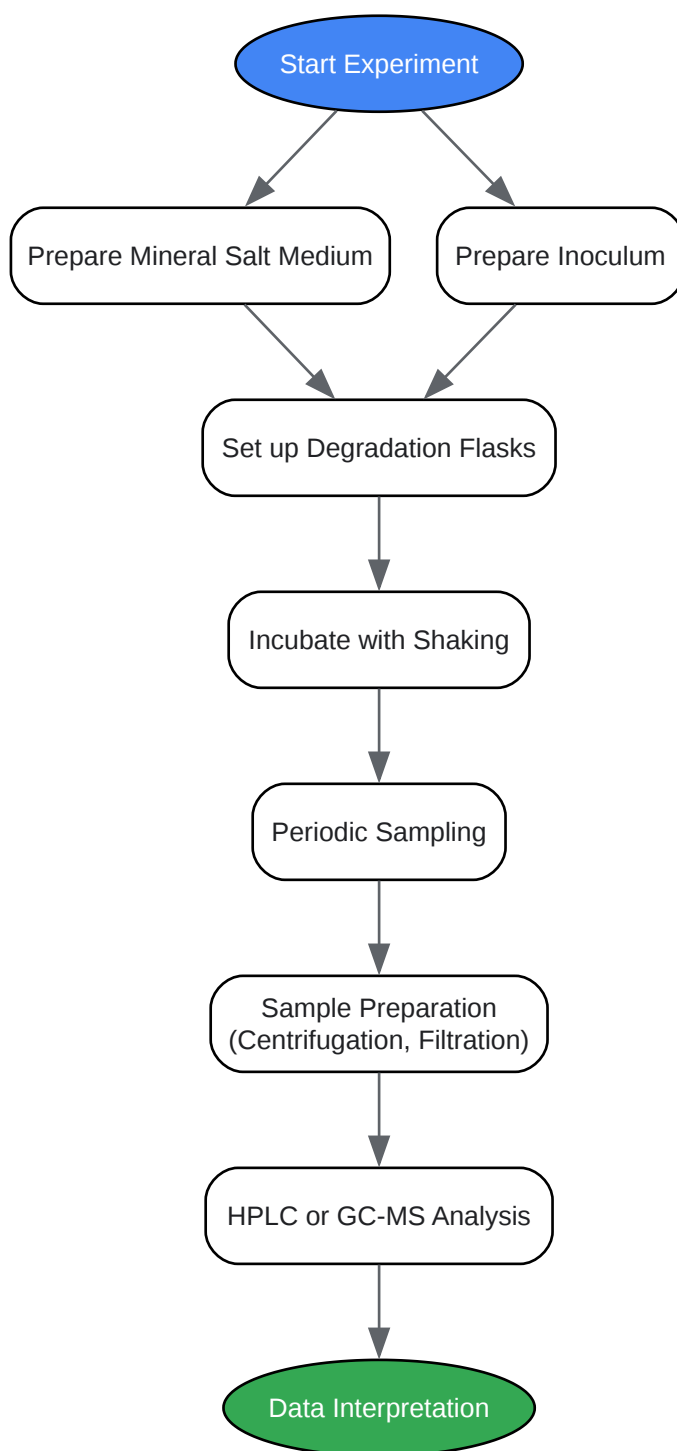 Start Experiment
Prepare Mineral Salt Medium
Prepare Inoculum
Set up Degradation Flasks
Incubate with Shaking
Periodic Sampling
Sample Preparation
(Centrifugation, Filtration)
HPLC or GC-MS Analysis
Data Interpretation